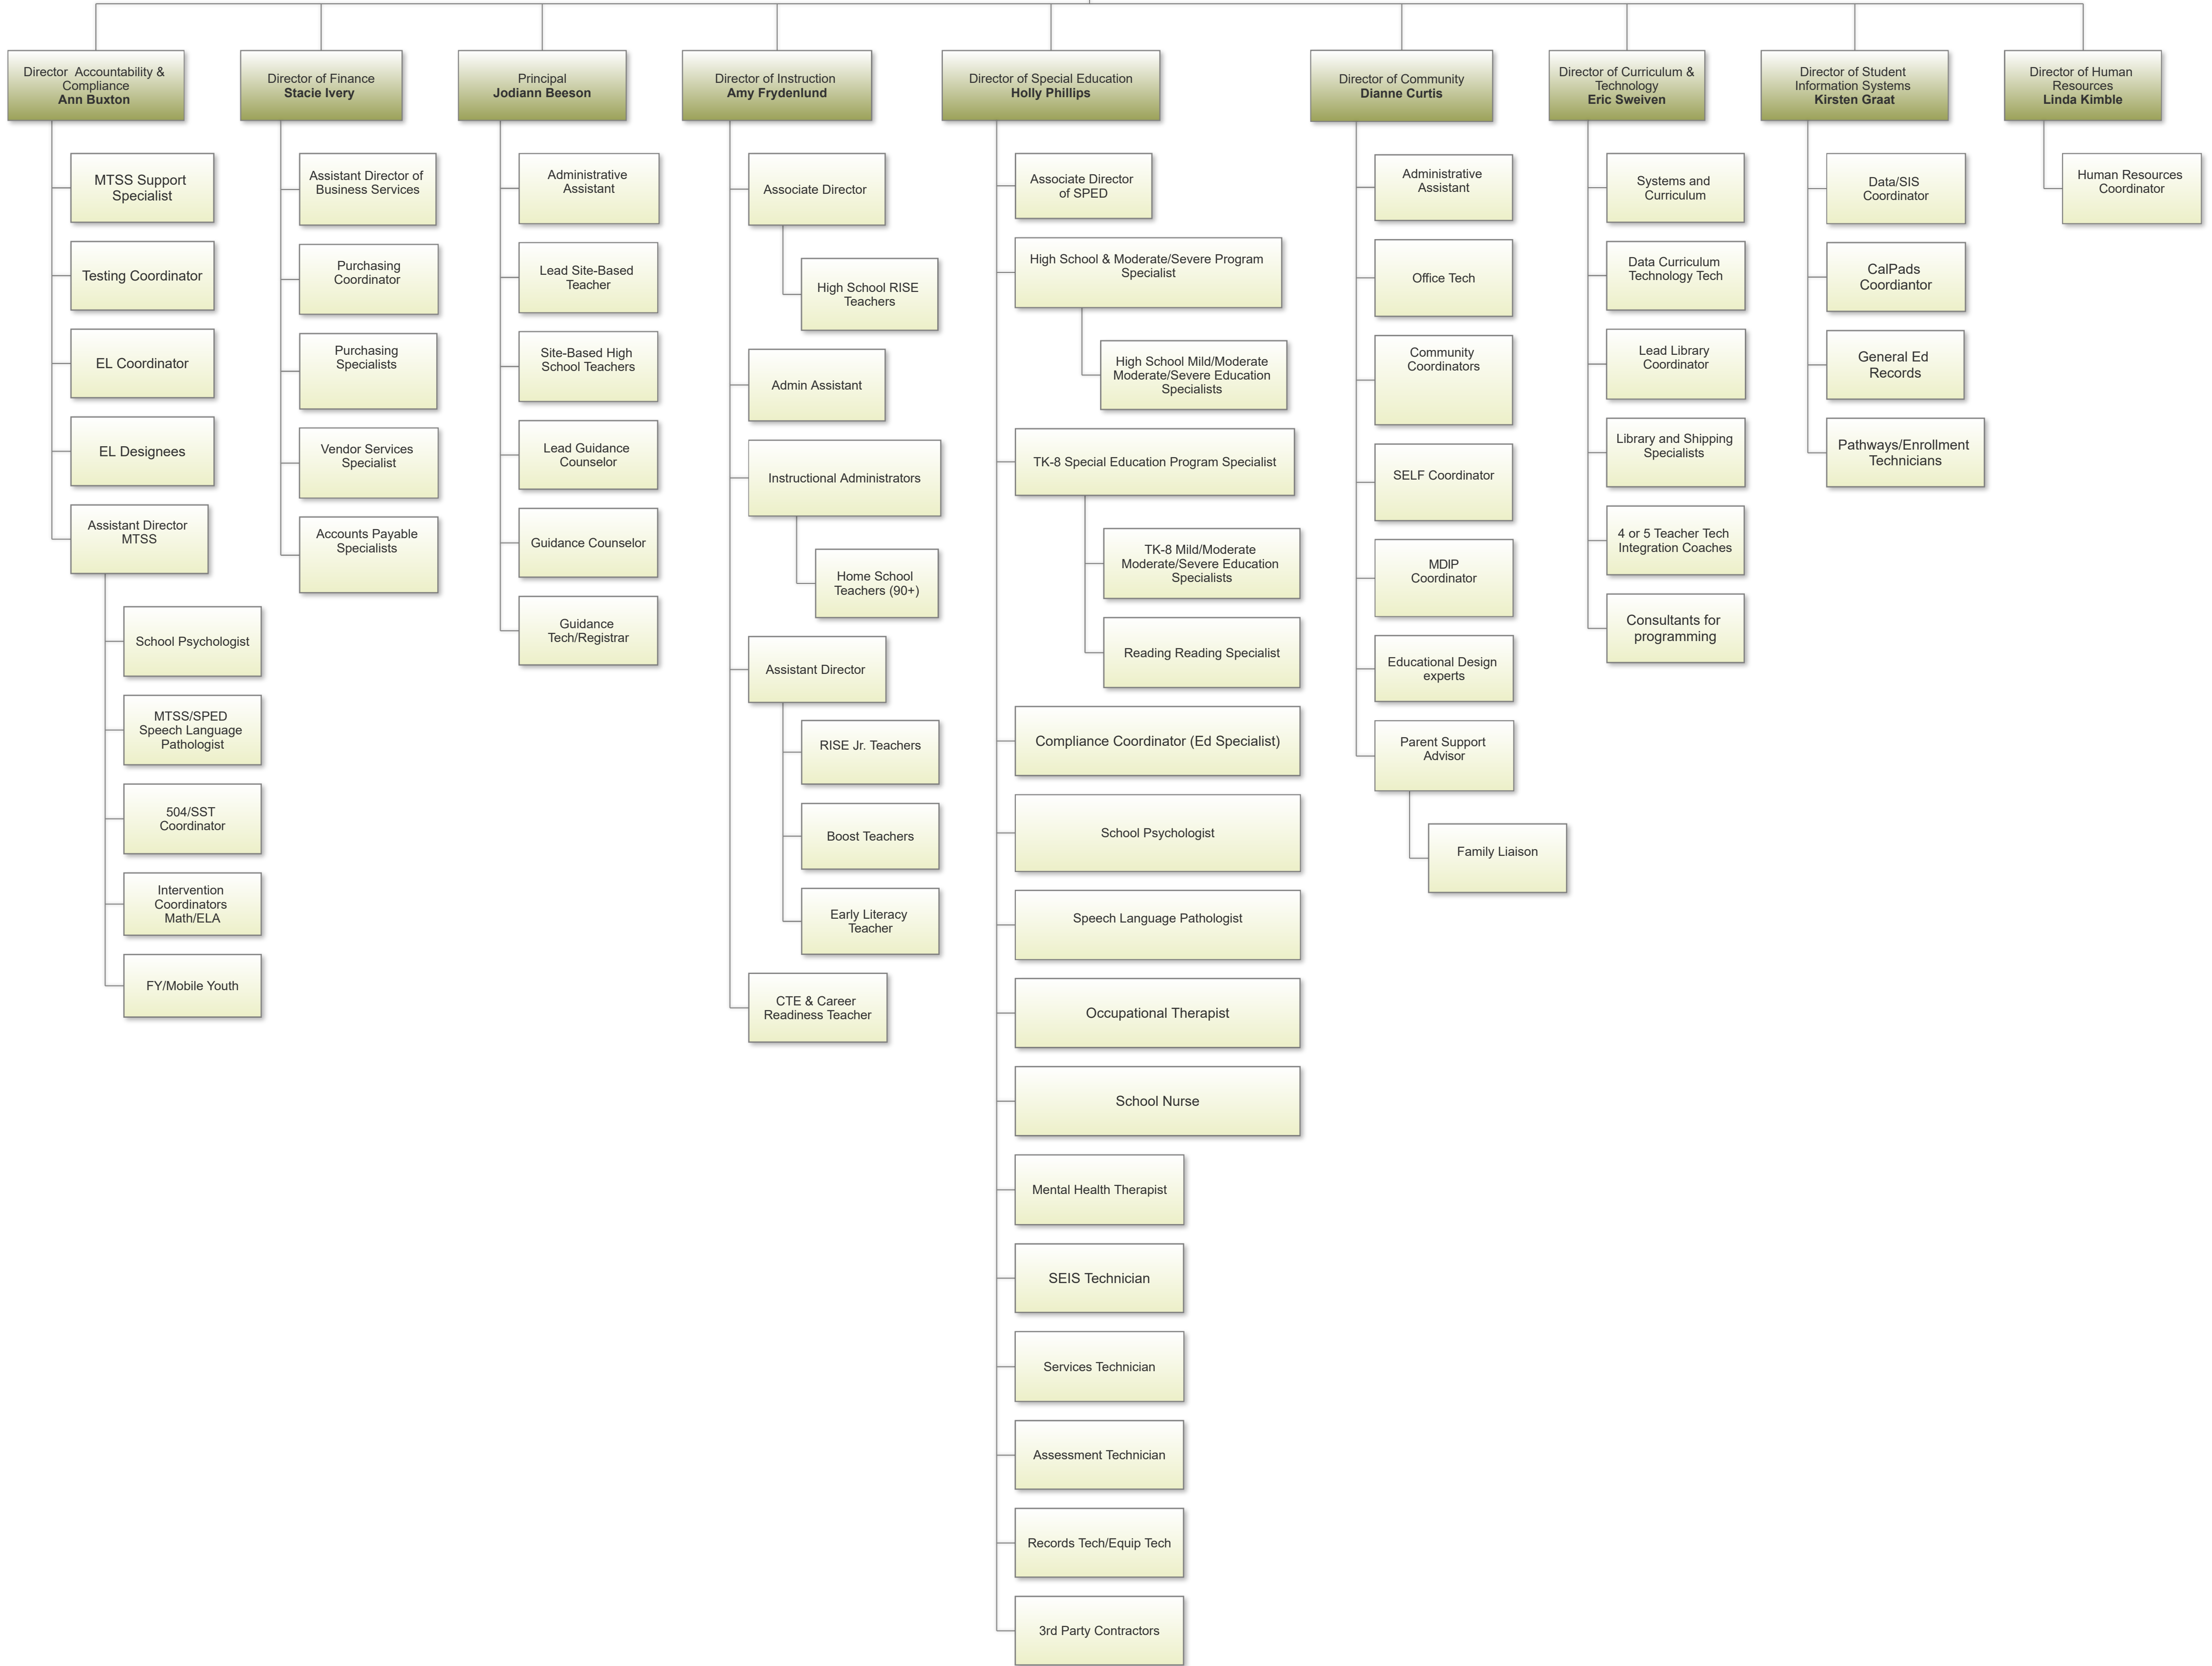 Director Accountability &
Compliance
Ann Buxton
MTSS Support
Specialist
Testing Coordinator
EL Coordinator
EL Designees
Assistant Director
MTSS
School Psychologist
MTSS/SPED
Speech Language
Pathologist
504/SST
Coordinator
Intervention
Coordinators
Math/ELA
FY/Mobile Youth
Director of Finance
Stacie Ivery
Assistant Director of
Business Services
Purchasing
Coordinator
Purchasing
Specialists
Vendor Services
Specialist
Accounts Payable
Specialists
Principal
Jodiann Beeson
Administrative
Assistant
Lead Site-Based
Teacher
Site-Based High
School Teachers
Lead Guidance
Counselor
Guidance Counselor
Guidance
Tech/Registrar
Director of Instruction
Amy Frydenlund
Associate Director
High School RISE
Teachers
Admin Assistant
Instructional Administrators
Home School
Teachers (90+)
Assistant Director
RISE Jr. Teachers
Boost Teachers
Early Literacy
Teacher
CTE & Career
Readiness Teacher
Director of Special Education
Holly Phillips
Associate Director
of SPED
High School & Moderate/Severe Program
Specialist
High School Mild/Moderate
Moderate/Severe Education
Specialists
TK-8 Special Education Program Specialist
TK-8 Mild/Moderate
Moderate/Severe Education
Specialists
Reading Reading Specialist
Compliance Coordinator (Ed Specialist)
School Psychologist
Speech Language Pathologist
Occupational Therapist
School Nurse
Mental Health Therapist
SEIS Technician
Services Technician
Assessment Technician
Records Tech/Equip Tech
3rd Party Contractors
Director of Community
Dianne Curtis
Administrative
Assistant
Office Tech
Community
Coordinators
SELF Coordinator
MDIP
Coordinator
Educational Design
experts
Parent Support
Advisor
Family Liaison
Director of Curriculum &
Technology
Eric Sweiven
Systems and
Curriculum
Data Curriculum
Technology Tech
Lead Library
Coordinator
Library and Shipping
Specialists
4 or 5 Teacher Tech
Integration Coaches
Consultants for
programming
Director of Student
Information Systems
Kirsten Graat
Data/SIS
Coordinator
CalPads
Coordiantor
General Ed
Records
Pathways/Enrollment
Technicians
Director of Human
Resources
Linda Kimble
Human Resources
Coordinator